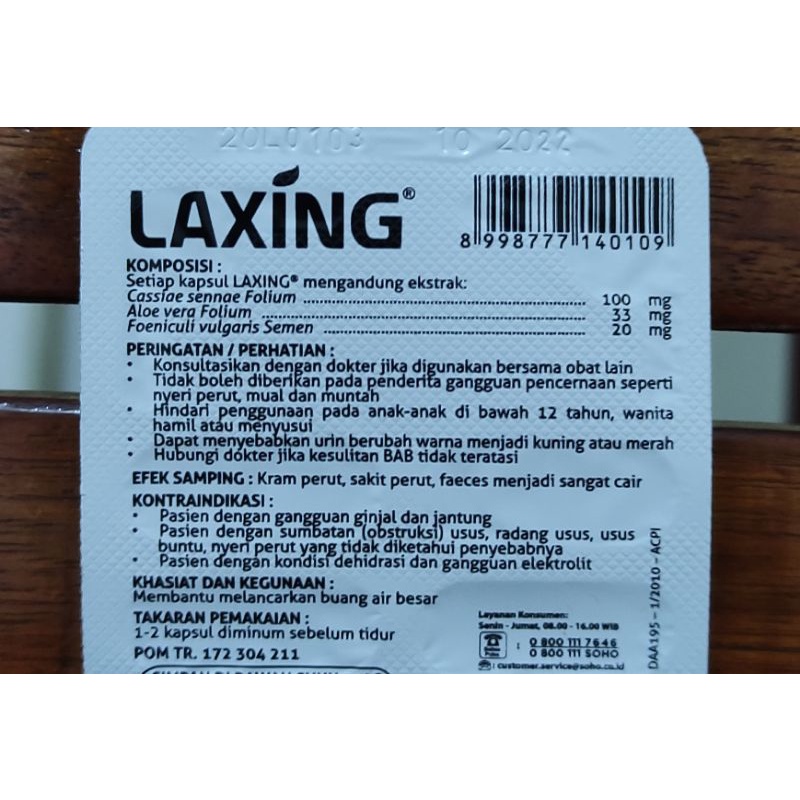 20L0103 10 2022
LAXING®
8 998777 140109
KOMPOSISI :
Setiap kapsul LAXING® mengandung ekstrak:
Cassiae sennae Folium ........................ 100 mg
Aloe vera Folium ........................ 33 mg
Foeniculi vulgaris Semen ........................ 20 mg
PERINGATAN / PERHATIAN :
• Konsultasikan dengan dokter jika digunakan bersama obat lain
• Tidak boleh diberikan pada penderita gangguan pencernaan seperti
nyeri perut, mual dan muntah
• Hindari penggunaan pada anak-anak di bawah 12 tahun, wanita
hamil atau menyusui
• Dapat menyebabkan urin berubah warna menjadi kuning atau merah
• Hubungi dokter jika kesulitan BAB tidak teratasi
EFEK SAMPING : Kram perut, sakit perut, faeces menjadi sangat cair
KONTRAINDIKASI :
• Pasien dengan gangguan ginjal dan jantung
• Pasien dengan sumbatan (obstruksi) usus, radang usus, usus
buntu, nyeri perut yang tidak diketahui penyebabnya
• Pasien dengan kondisi dehidrasi dan gangguan elektrolit
KHASIAT DAN KEGUNAAN :
Membantu melancarkan buang air besar
TAKARAN PEMAKAIAN :
1-2 kapsul diminum sebelum tidur
POM TR. 172 304 211
Layanan Konsumen:
Senin - Jumat, 08.00 - 16.00 WIB
: 0 800 111 7646
0 800 111 SOHO
: customer.service@soho.co.id
DAA195 – 1/2010 – ACPI